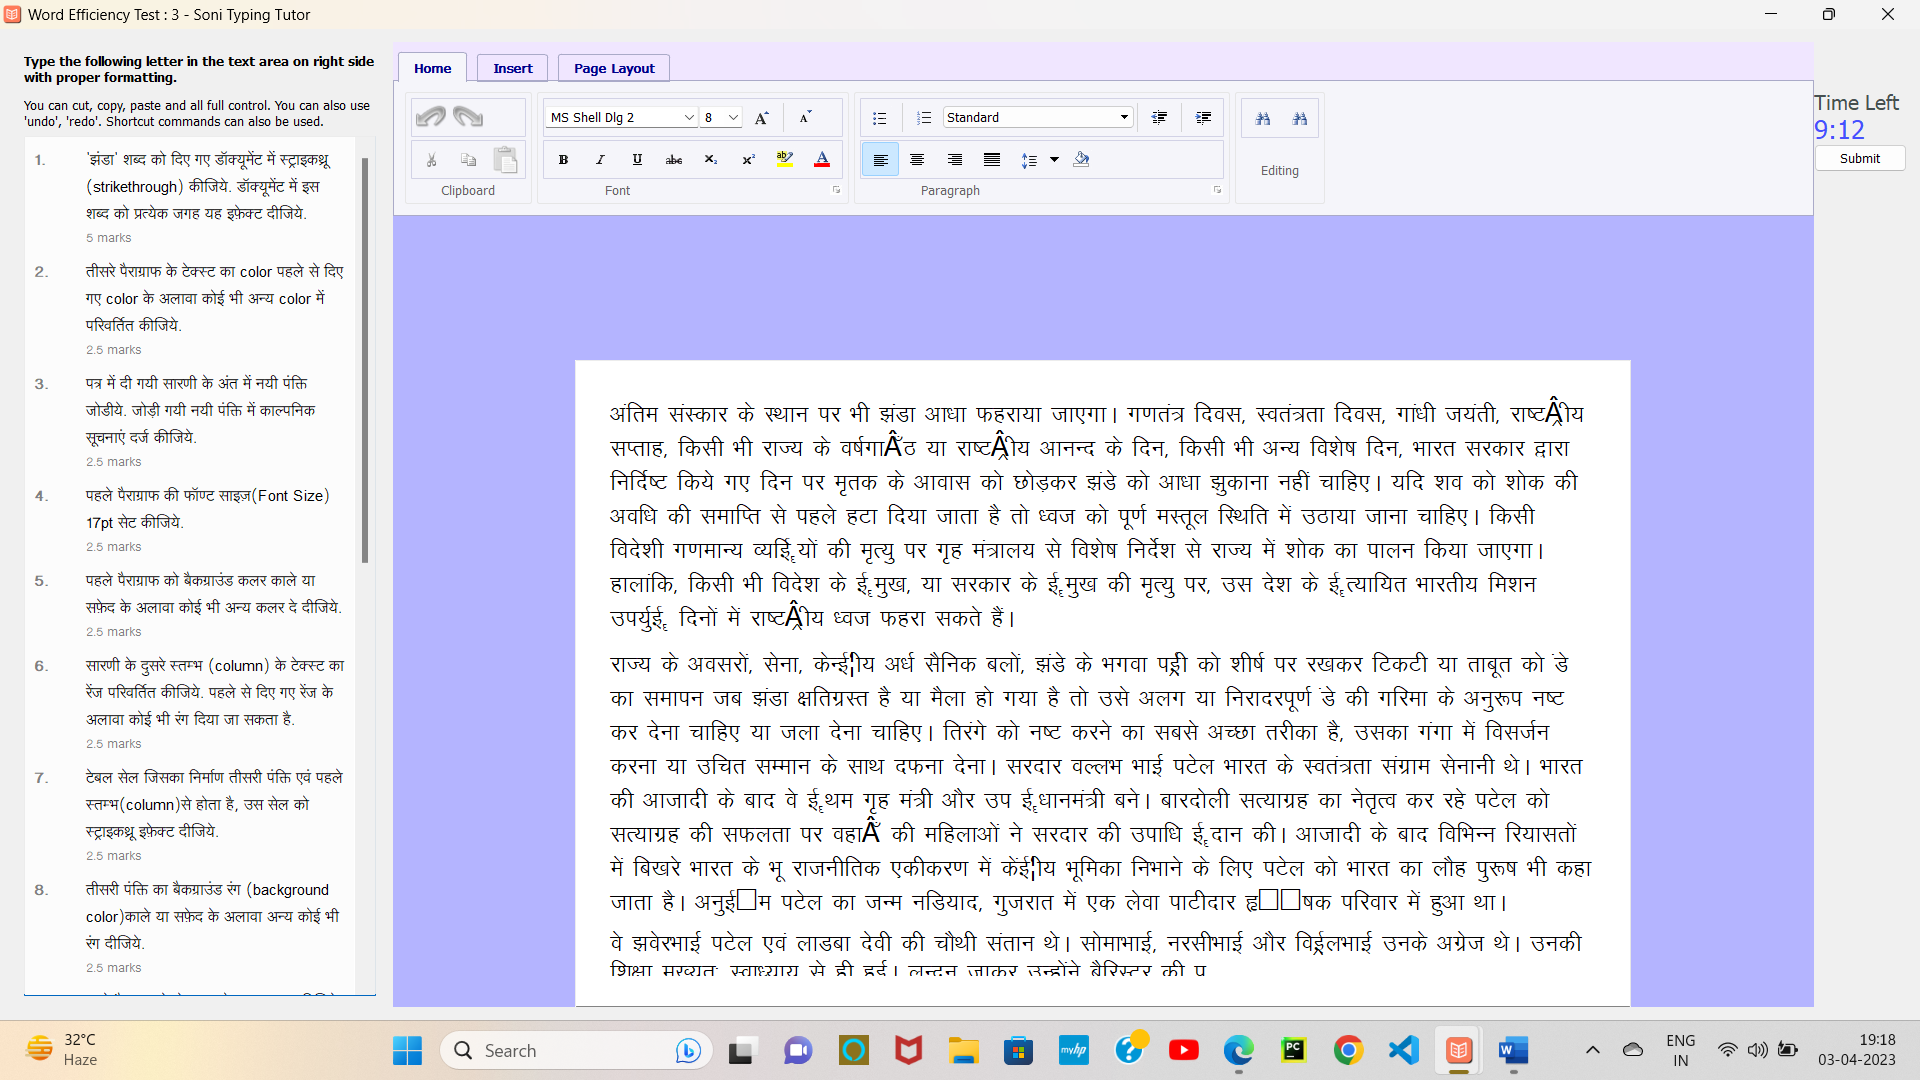 Word Efficiency Test : 3 - Soni Typing Tutor
Type the following letter in the text area on right side
with proper formatting.
You can cut, copy, paste and all full control. You can also use
'undo', 'redo'. Shortcut commands can also be used.
1. 'झंडा' शब्द को दिए गए डॉक्यूमेंट में स्ट्राइकथ्रू
(strikethrough) कीजिये. डॉक्यूमेंट में इस
शब्द को प्रत्येक जगह यह इफ़ेक्ट दीजिये.
5 marks
2. तीसरे पैराग्राफ के टेक्स्ट का color पहले से दिए
गए color के अलावा कोई भी अन्य color में
परिवर्तित कीजिये.
2.5 marks
3. पत्र में दी गयी सारणी के अंत में नयी पंक्ति
जोडीये. जोड़ी गयी नयी पंक्ति में काल्पनिक
सूचनाएं दर्ज कीजिये.
2.5 marks
4. पहले पैराग्राफ की फॉण्ट साइज़(Font Size)
17pt सेट कीजिये.
2.5 marks
5. पहले पैराग्राफ को बैकग्राउंड कलर काले या
सफ़ेद के अलावा कोई भी अन्य कलर दे दीजिये.
2.5 marks
6. सारणी के दुसरे स्तम्भ (column) के टेक्स्ट का
रेंज परिवर्तित कीजिये. पहले से दिए गए रेंज के
अलावा कोई भी रंग दिया जा सकता है.
2.5 marks
7. टेबल सेल जिसका निर्माण तीसरी पंक्ति एवं पहले
स्तम्भ(column)से होता है, उस सेल को
स्ट्राइकथ्रू इफ़ेक्ट दीजिये.
2.5 marks
8. तीसरी पंक्ति का बैकग्राउंड रंग (background
color)काले या सफ़ेद के अलावा अन्य कोई भी
रंग दीजिये.
2.5 marks
Home Insert Page Layout
MS Shell Dlg 2 8 Standard
Clipboard Font Paragraph Editing
Time Left
9:12
Submit
अंतिम संस्कार के स्थान पर भी झंडा आधा फहराया जाएगा। गणतंत्र दिवस, स्वतंत्रता दिवस, गांधी जयंती, राष्टÂीय
सप्ताह, किसी भी राज्य के वर्षगाÂठ या राष्टÂीय आनन्द के दिन, किसी भी अन्य विशेष दिन, भारत सरकार द्वारा
निर्दिष्ट किये गए दिन पर मृतक के आवास को छोड़कर झंडे को आधा झुकाना नहीं चाहिए। यदि शव को शोक की
अवधि की समाप्ति से पहले हटा दिया जाता है तो ध्वज को पूर्ण मस्तूल स्थिति में उठाया जाना चाहिए। किसी
विदेशी गणमान्य की मृत्यु पर गृह मंत्रालय से विशेष निर्देश से राज्य में शोक का पालन किया जाएगा।
हालांकि, किसी भी विदेश के ई्मुख, या सरकार के ई्मुख की मृत्यु पर, उस देश के ई्त्यायित भारतीय मिशन
दिनों में राष्टÂीय ध्वज फहरा सकते हैं।
राज्य के अवसरों, सेना, अर्ध सैनिक बलों, झंडे के भगवा को शीर्ष पर रखकर टिकटी या ताबूत को ंडे
का समापन जब झंडा क्षतिग्रस्त है या मैला हो गया है तो उसे अलग या निरादरपूर्ण ंडे की गरिमा के अनुरूप नष्ट
कर देना चाहिए या जला देना चाहिए। तिरंगे को नष्ट करने का सबसे अच्छा तरीका है, उसका गंगा में विसर्जन
करना या उचित सम्मान के साथ दफना देना। सरदार वल्लभ भाई पटेल भारत के स्वतंत्रता संग्राम सेनानी थे। भारत
की आजादी के बाद वे ई्थम गृह मंत्री और उप ई्धानमंत्री बने। बारदोली सत्याग्रह का नेतृत्व कर रहे पटेल को
सत्याग्रह की सफलता पर वहाÂ की महिलाओं ने सरदार की उपाधि ई्दान की। आजादी के बाद विभिन्न रियासतों
में बिखरे भारत के भू राजनीतिक एकीकरण में भूमिका निभाने के लिए पटेल को भारत का लौह पुरूष भी कहा
जाता है। अनुई□म पटेल का जन्म नडियाद, गुजरात में एक लेवा पाटीदार हृ□□षक परिवार में हुआ था।
वे झवेरभाई पटेल एवं लाडबा देवी की चौथी संतान थे। सोमाभाई, नरसीभाई और उनके अग्रेज थे। उनकी
शिक्षा मुख्यत: स्वाध्याय से ही हुई। लन्दन जाकर उन्होंने बैरिस्टर की प
32°C
Haze
Search
ENG
IN
19:18
03-04-2023